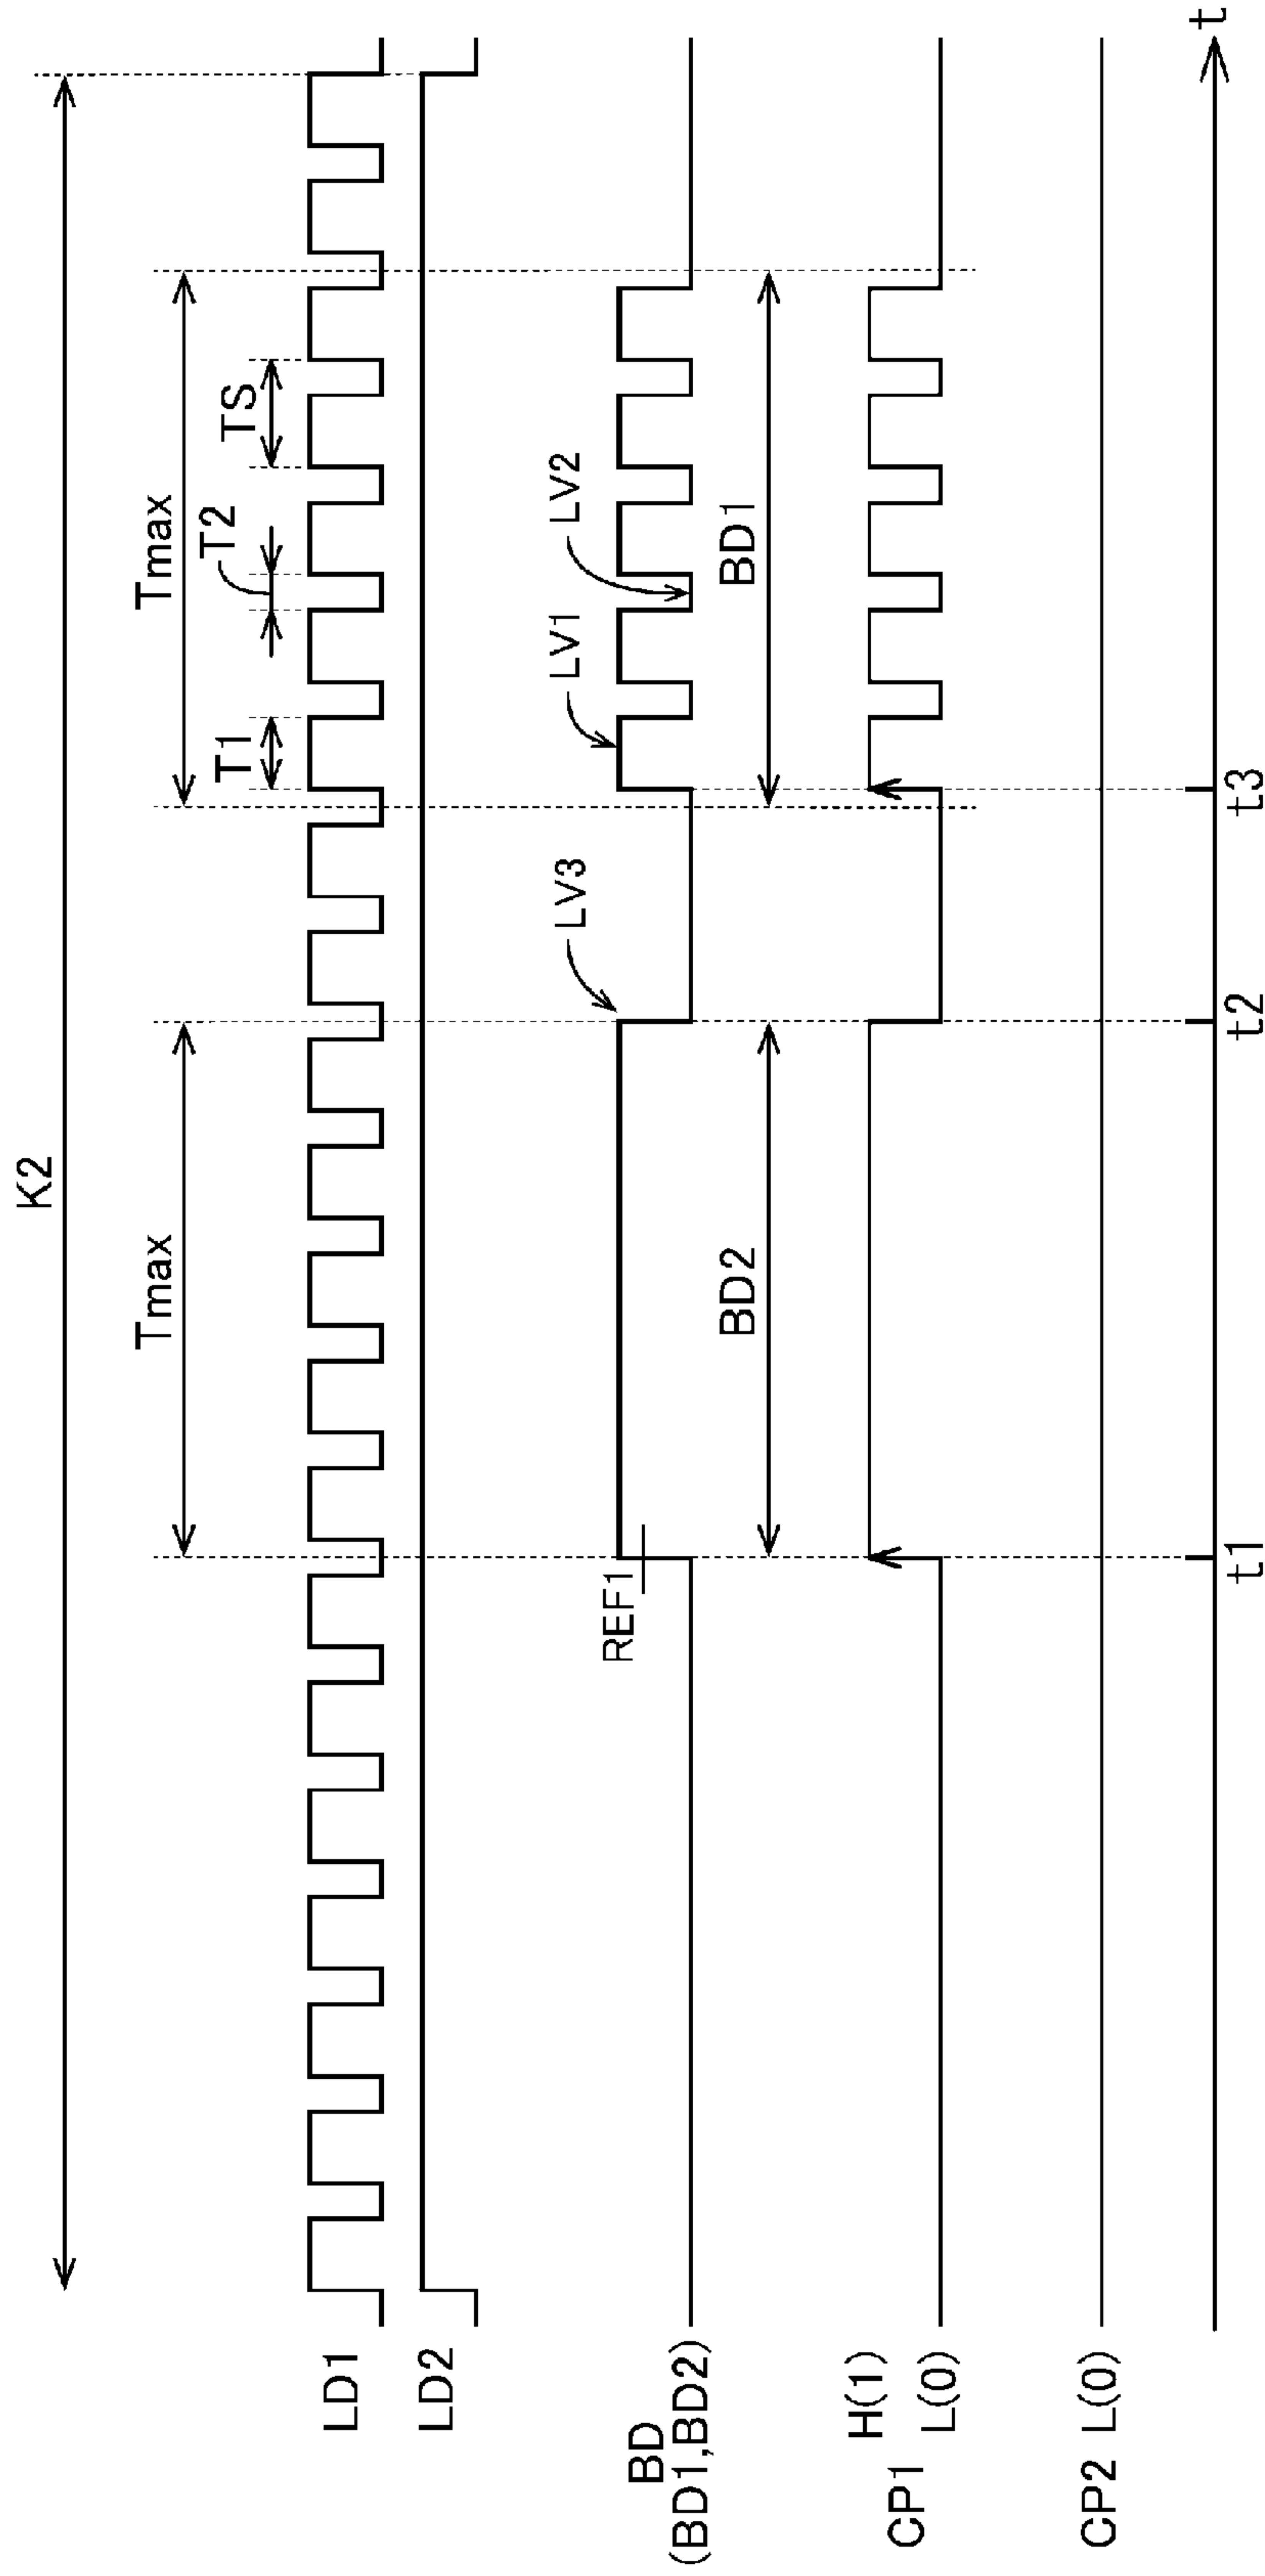 K2
Tmax
Tmax
T1
T2
TS
LD1
LD2
LV3
LV1
LV2
REF1
BD
(BD1,BD2)
BD2
BD1
H(1)
CP1
L(0)
CP2 L(0)
t1
t2
t3
t